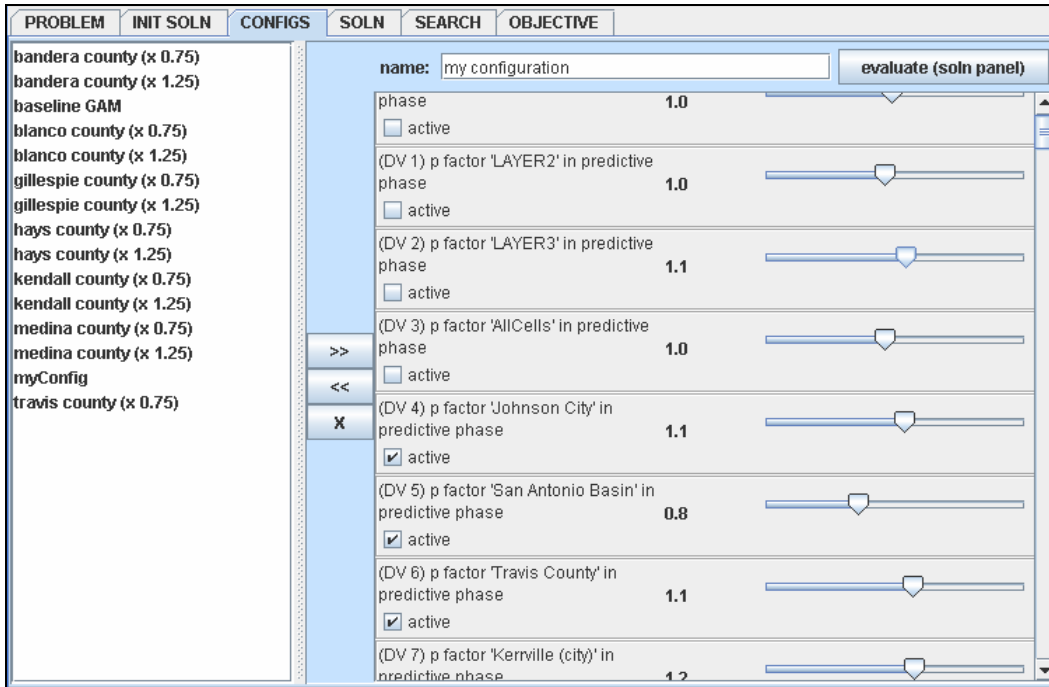 PROBLEM INIT SOLN CONFIGS SOLN SEARCH OBJECTIVE
bandera county (x 0.75)
bandera county (x 1.25)
baseline GAM
blanco county (x 0.75)
blanco county (x 1.25)
gillespie county (x 0.75)
gillespie county (x 1.25)
hays county (x 0.75)
hays county (x 1.25)
kendall county (x 0.75)
kendall county (x 1.25)
medina county (x 0.75)
medina county (x 1.25)
myConfig
travis county (x 0.75)
>>
<<
X
name: my configuration evaluate (soln panel)
phase 1.0
active
(DV 1) p factor 'LAYER2' in predictive
phase 1.0
active
(DV 2) p factor 'LAYER3' in predictive
phase 1.1
active
(DV 3) p factor 'AllCells' in predictive
phase 1.0
active
(DV 4) p factor 'Johnson City' in
predictive phase 1.1
active
(DV 5) p factor 'San Antonio Basin' in
predictive phase 0.8
active
(DV 6) p factor 'Travis County' in
predictive phase 1.1
active
(DV 7) p factor 'Kerrville (city)' in
predictive phase 1.2